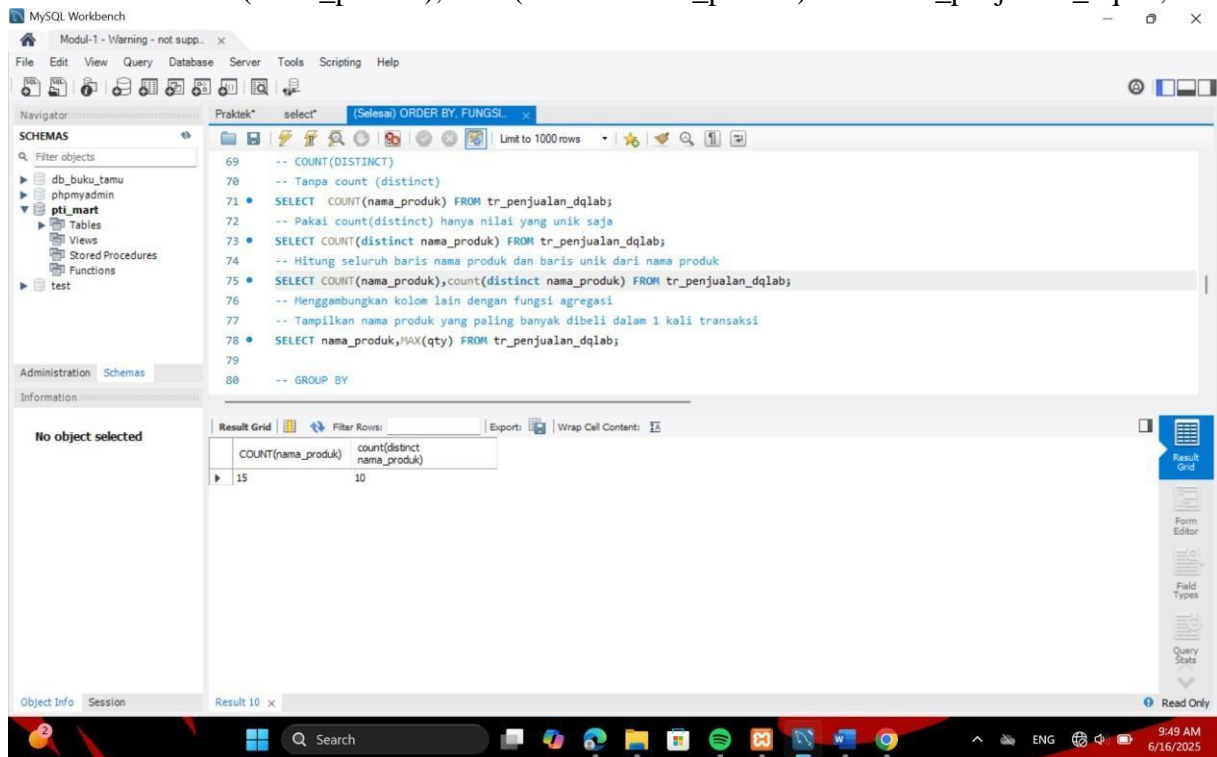 MySQL Workbench
Modul-1 - Warning - not supp..
File Edit View Query Database Server Tools Scripting Help
Navigator
Praktek* select* (Selesai) ORDER BY, FUNGSI...
SCHEMAS
Limit to 1000 rows
Filter objects
db_buku_tamu
phpmyadmin
pti_mart
Tables
Views
Stored Procedures
Functions
test
69 -- COUNT(DISTINCT)
70 -- Tanpa count (distinct)
71 SELECT COUNT(nama_produk) FROM tr_penjualan_dqlab;
72 -- Pakai count(distinct) hanya nilai yang unik saja
73 SELECT COUNT(distinct nama_produk) FROM tr_penjualan_dqlab;
74 -- Hitung seluruh baris nama produk dan baris unik dari nama produk
75 SELECT COUNT(nama_produk),count(distinct nama_produk) FROM tr_penjualan_dqlab;
76 -- Menggambungkan kolom lain dengan fungsi agregasi
77 -- Tampilkan nama produk yang paling banyak dibeli dalam 1 kali transaksi
78 SELECT nama_produk,MAX(qty) FROM tr_penjualan_dqlab;
79
80 -- GROUP BY
Administration Schemas
Information
No object selected
Result Grid Filter Rows: Export: Wrap Cell Content:
COUNT(nama_produk) count(distinct
nama_produk)
15 10
Result
Grid
Form
Editor
Field
Types
Query
Stats
Object Info Session
Result 10
Read Only
2
Search
ENG
9:49 AM
6/16/2025